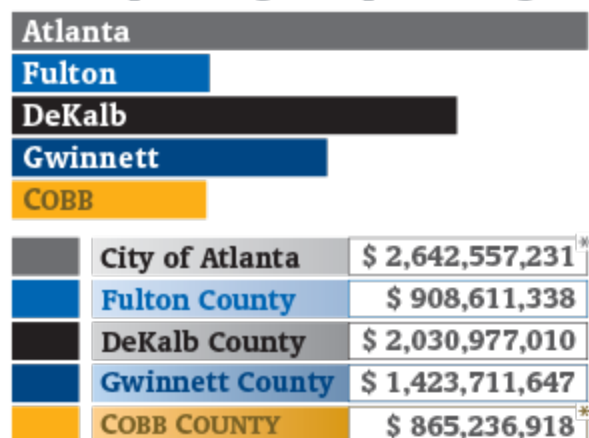 Atlanta
Fulton
DeKalb
Gwinnett
COBB
City of Atlanta $ 2,642,557,231*
Fulton County $ 908,611,338
DeKalb County $ 2,030,977,010
Gwinnett County $ 1,423,711,647
COBB COUNTY $ 865,236,918*